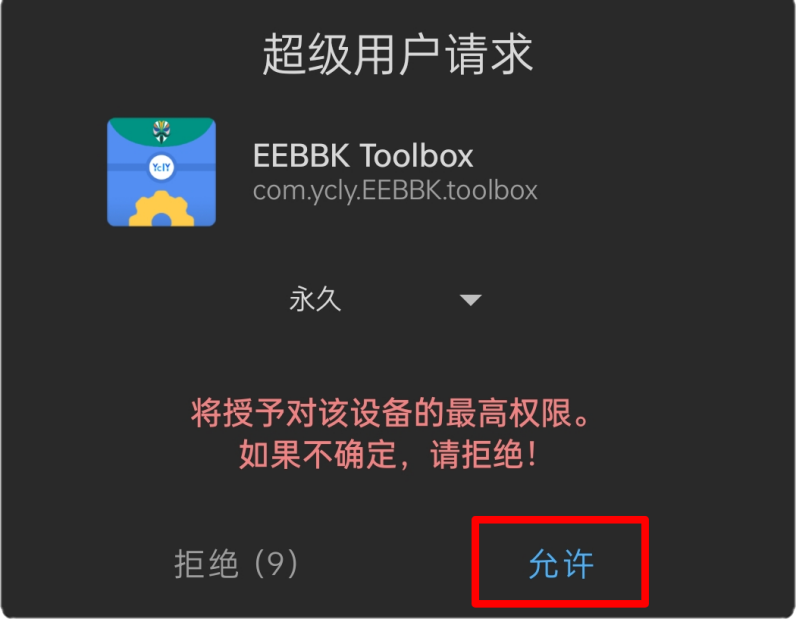 超级用户请求
YclY
EEBBK Toolbox
com.ycly.EEBBK.toolbox
永久
将授予对该设备的最高权限。
如果不确定，请拒绝！
拒绝 (9)
允许